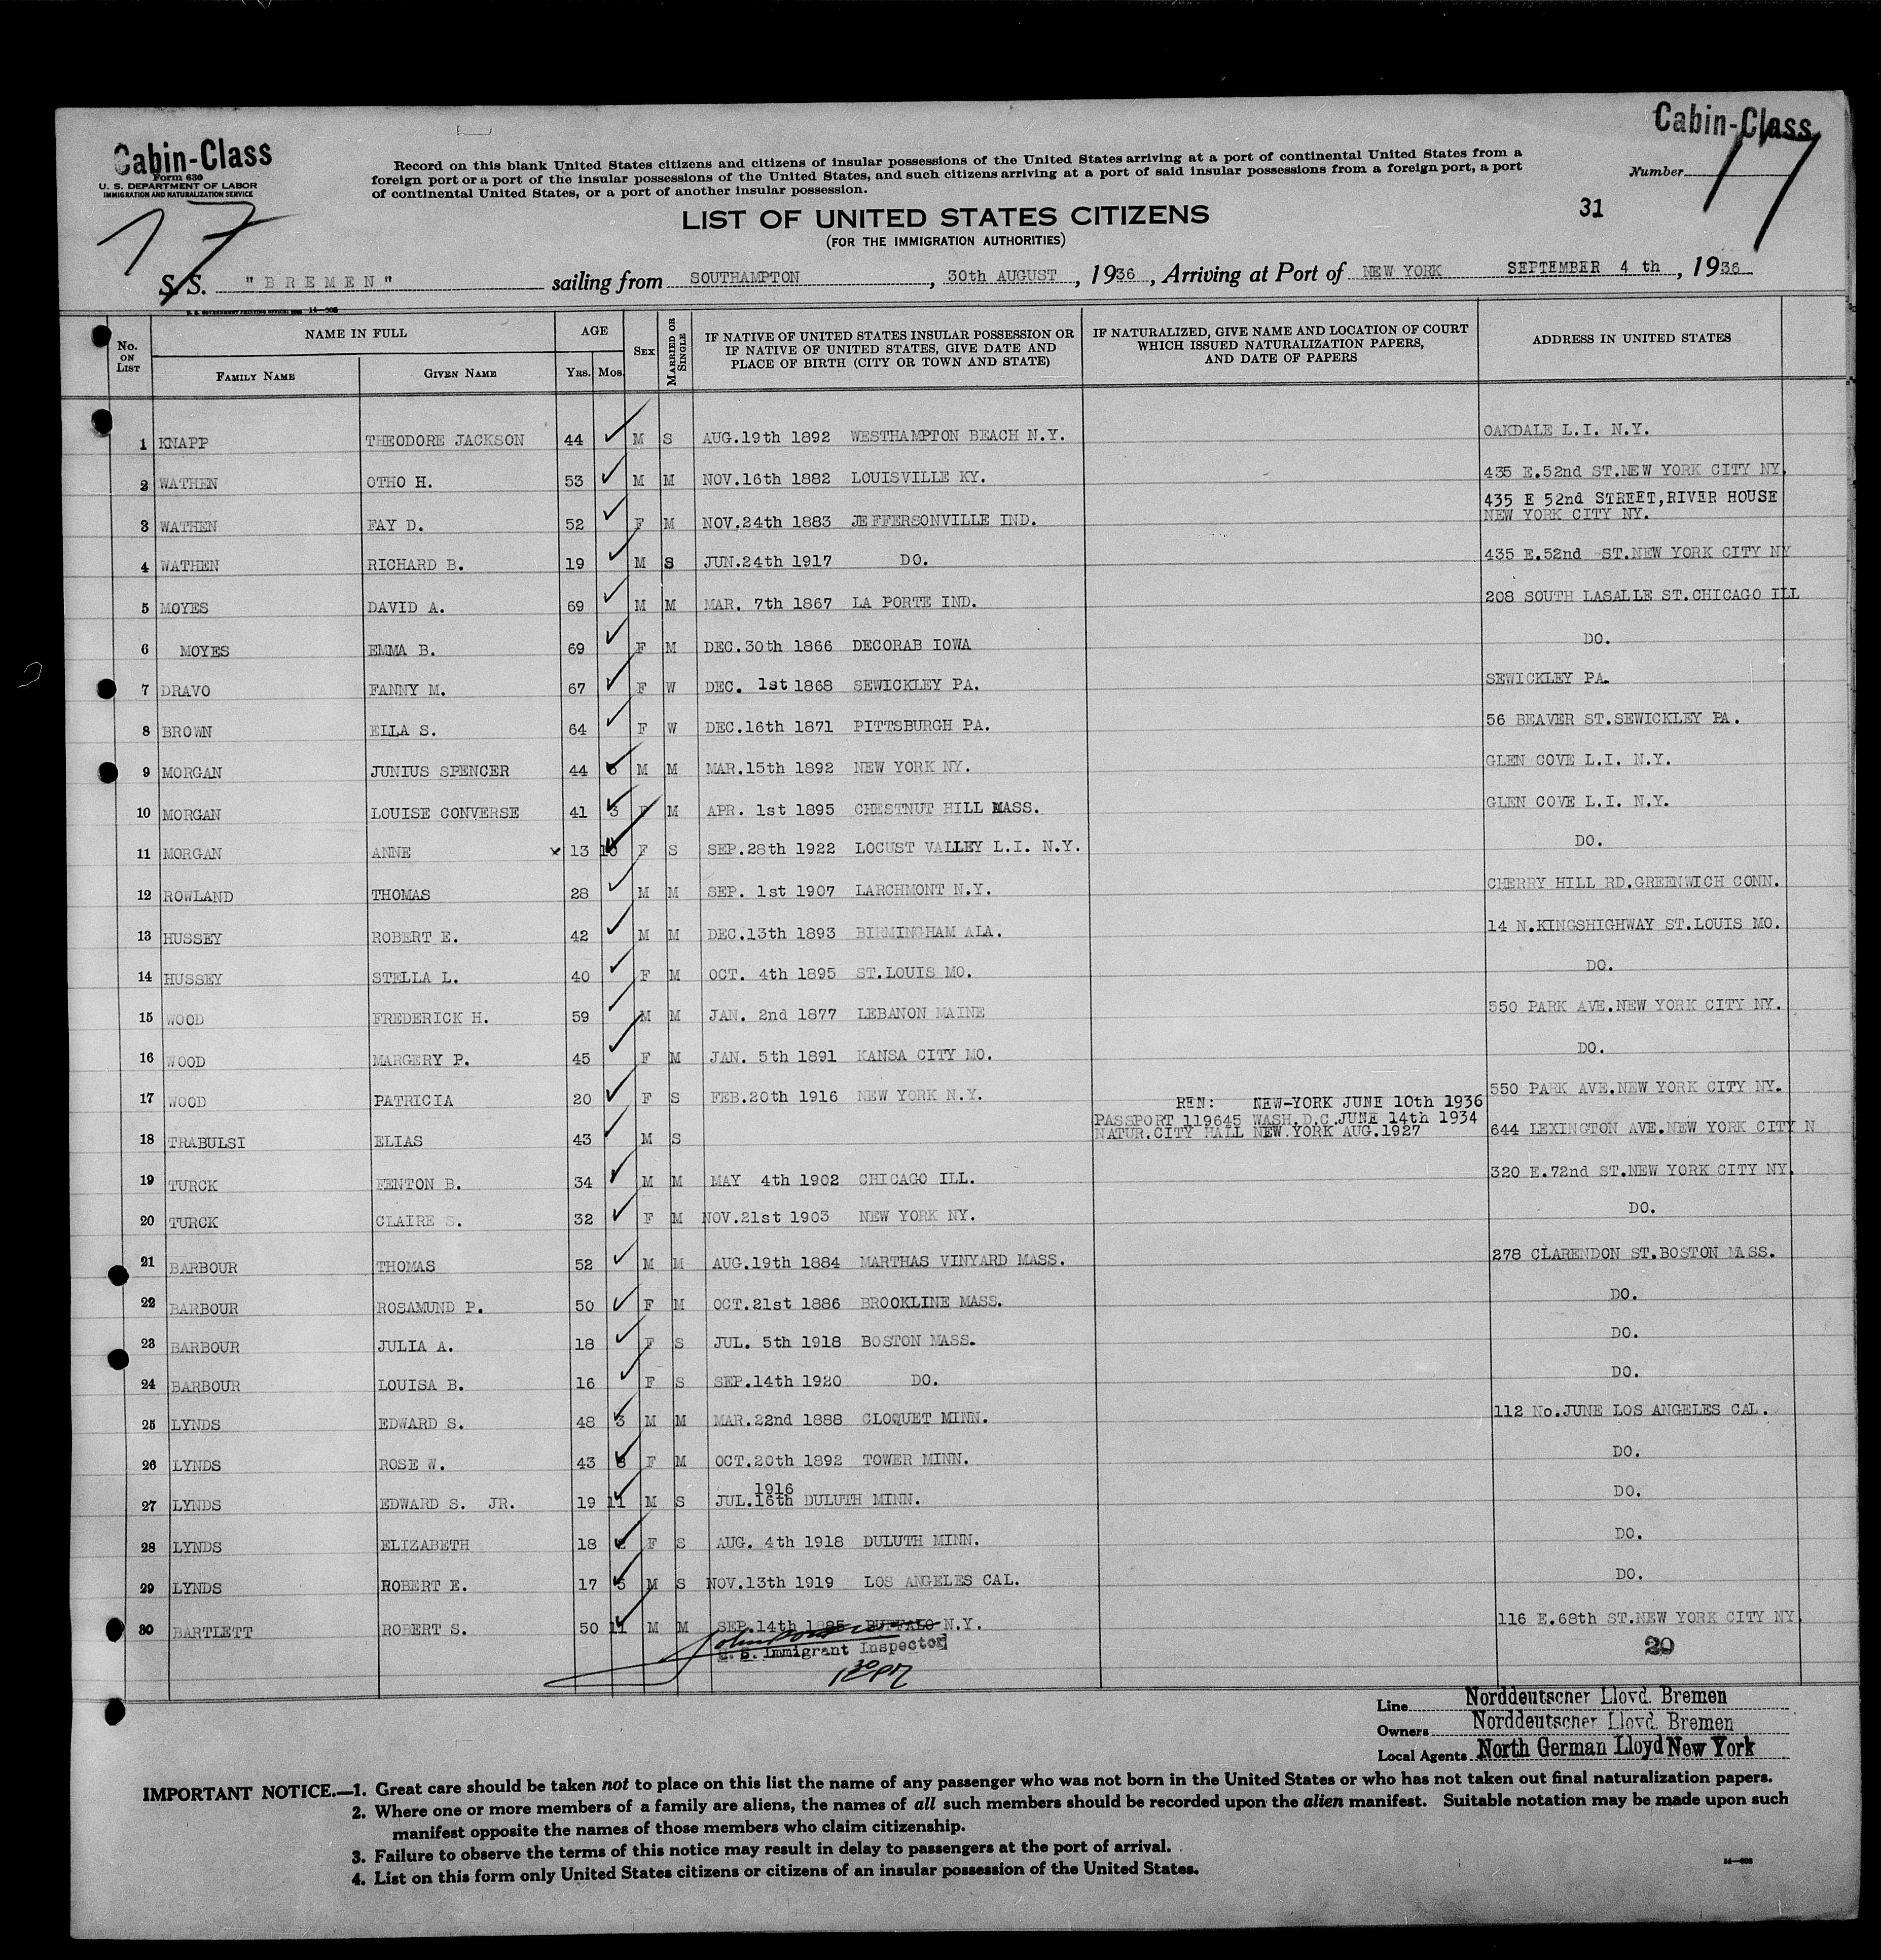 Cabin-Class
Cabin-Class
Form 630
U. S. DEPARTMENT OF LABOR
IMMIGRATION AND NATURALIZATION SERVICE
17
Record on this blank United States citizens and citizens of insular possessions of the United States arriving at a port of continental United States from a
foreign port or a port of the insular possessions of the United States, and such citizens arriving at a port of said insular possessions from a foreign port, a port
of continental United States, or a port of another insular possession.
Number 17
31
LIST OF UNITED STATES CITIZENS
(FOR THE IMMIGRATION AUTHORITIES)
S. S. "BREMEN" sailing from SOUTHAMPTON, 30th AUGUST, 1936, Arriving at Port of NEW YORK SEPTEMBER 4 th, 1936
14—508
No. ON LIST NAME IN FULL FAMILY NAME GIVEN NAME AGE YRS. MOS. SEX MARRIED OR SINGLE IF NATIVE OF UNITED STATES INSULAR POSSESSION OR IF NATIVE OF UNITED STATES, GIVE DATE AND PLACE OF BIRTH (CITY OR TOWN AND STATE) IF NATURALIZED, GIVE NAME AND LOCATION OF COURT WHICH ISSUED NATURALIZATION PAPERS, AND DATE OF PAPERS ADDRESS IN UNITED STATES
1 KNAPP THEODORE JACKSON 44 M S AUG.19th 1892 WESTHAMPTON BEACH N.Y. OAKDALE L.I. N.Y.
2 WATHEN OTHO H. 53 M M NOV.16th 1882 LOUISVILLE KY. 435 E.52nd ST.NEW YORK CITY NY.
3 WATHEN FAY D. 52 F M NOV.24th 1883 JEFFERSONVILLE IND. 435 E 52nd STREET,RIVER HOUSE
NEW YORK CITY NY.
4 WATHEN RICHARD B. 19 M S JUN.24th 1917 DO. 435 E.52nd ST.NEW YORK CITY NY
5 MOYES DAVID A. 69 M M MAR. 7th 1867 LA PORTE IND. 208 SOUTH LASALLE ST.CHICAGO ILL
6 MOYES EMMA B. 69 F M DEC.30th 1866 DECORAB IOWA DO.
7 DRAVO FANNY M. 67 F W DEC. 1st 1868 SEWICKLEY PA. SEWICKLEY PA.
8 BROWN ELLA S. 64 F W DEC.16th 1871 PITTSBURGH PA. 56 BEAVER ST.SEWICKLEY PA.
9 MORGAN JUNIUS SPENCER 44 M M MAR.15th 1892 NEW YORK NY. GLEN COVE L.I. N.Y.
10 MORGAN LOUISE CONVERSE 41 3 F M APR. 1st 1895 CHESTNUT HILL MASS. GLEN COVE L.I. N.Y.
11 MORGAN ANNE x 13 10 F S SEP.28th 1922 LOCUST VALLEY L.I. N.Y. DO.
12 ROWLAND THOMAS 28 M M SEP. 1st 1907 LARCHMONT N.Y. CHERRY HILL RD.GREENWICH CONN.
13 HUSSEY ROBERT E. 42 M M DEC.13th 1893 BIRMINGHAM ALA. 14 N.KINGSHIGHWAY ST.LOUIS MO.
14 HUSSEY STELLA L. 40 F M OCT. 4th 1895 ST.LOUIS MO. DO.
15 WOOD FREDERICK H. 59 M M JAN. 2nd 1877 LEBANON MAINE 550 PARK AVE.NEW YORK CITY NY.
16 WOOD MARGERY P. 45 F M JAN. 5th 1891 KANSA CITY MO. DO.
17 WOOD PATRICIA 20 F S FEB.20th 1916 NEW YORK N.Y. 550 PARK AVE.NEW YORK CITY NY.
REN: NEW-YORK JUNE 10th 1936
PASSPORT 119645 WASH.D.C.JUNE 14th 1934
18 TRABULSI ELIAS 43 M S NATUR.CITY HALL NEW YORK AUG.1927 644 LEXINGTON AVE.NEW YORK CITY N
19 TURCK FENTON B. 34 M M MAY 4th 1902 CHICAGO ILL. 320 E.72nd ST.NEW YORK CITY NY.
20 TURCK CLAIRE S. 32 F M NOV.21st 1903 NEW YORK NY. DO.
21 BARBOUR THOMAS 52 M M AUG.19th 1884 MARTHAS VINYARD MASS. 278 CLARENDON ST.BOSTON MASS.
22 BARBOUR ROSAMUND P. 50 F M OCT.21st 1886 BROOKLINE MASS. DO.
23 BARBOUR JULIA A. 18 F S JUL. 5th 1918 BOSTON MASS. DO.
24 BARBOUR LOUISA B. 16 F S SEP.14th 1920 DO. DO.
25 LYNDS EDWARD S. 48 3 M M MAR.22nd 1888 CLOQUET MINN. 112 No.JUNE LOS ANGELES CAL.
26 LYNDS ROSE W. 43 8 F M OCT.20th 1892 TOWER MINN. DO.
1916
27 LYNDS EDWARD S. JR. 19 11 M S JUL.16th DULUTH MINN. DO.
28 LYNDS ELIZABETH 18 F S AUG. 4th 1918 DULUTH MINN. DO.
29 LYNDS ROBERT E. 17 5 M S NOV.13th 1919 LOS ANGELES CAL. DO.
30 BARTLETT ROBERT S. 50 11 M M SEP.14th 1885 BUFFALO N.Y. 116 E.68th ST.NEW YORK CITY NY.
U. S. Immigrant Inspector
20
1 30 PM
Line Norddeutscher Lloyd. Bremen
Owners Norddeutscher Lloyd. Bremen
Local Agents North German Lloyd New York
IMPORTANT NOTICE.—1. Great care should be taken not to place on this list the name of any passenger who was not born in the United States or who has not taken out final naturalization papers.
2. Where one or more members of a family are aliens, the names of all such members should be recorded upon the alien manifest. Suitable notation may be made upon such
manifest opposite the names of those members who claim citizenship.
3. Failure to observe the terms of this notice may result in delay to passengers at the port of arrival.
4. List on this form only United States citizens or citizens of an insular possession of the United States.